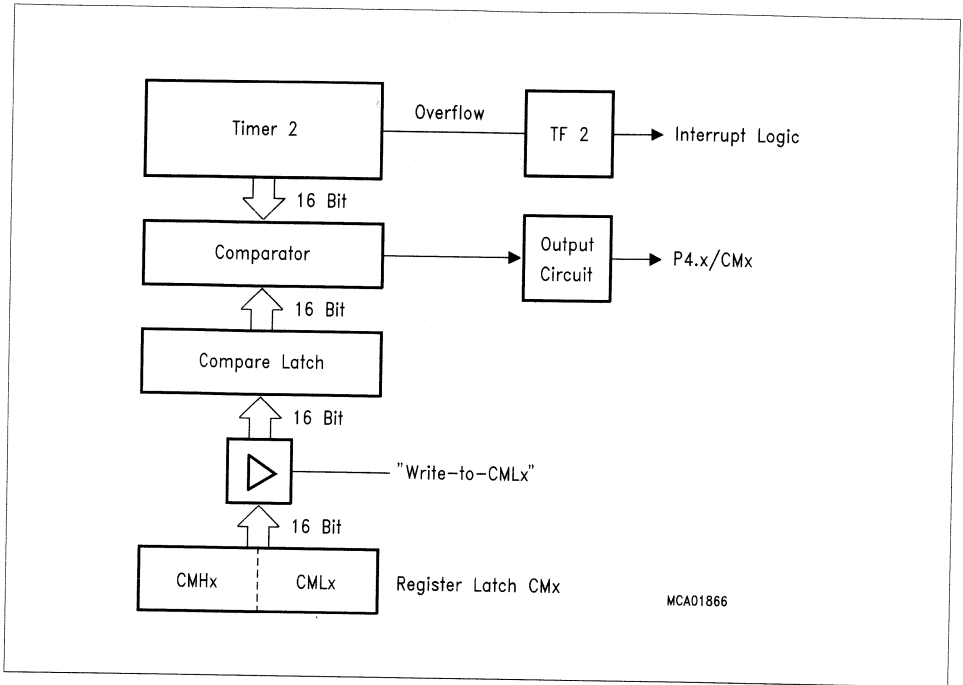 Timer 2
Overflow
TF 2
Interrupt Logic
16 Bit
Comparator
Output
Circuit
P4.x/CMx
16 Bit
Compare Latch
16 Bit
"Write-to-CMLx"
16 Bit
CMHx
CMLx
Register Latch CMx
MCA01866